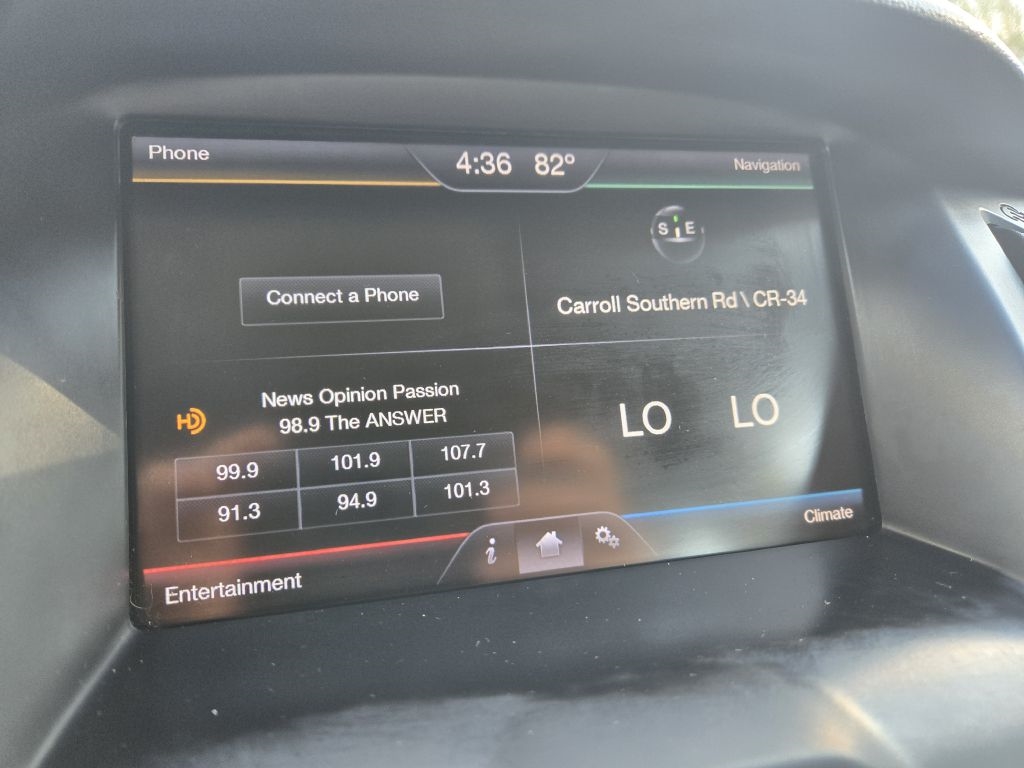 Phone
4:36 82°
Navigation
S E
Connect a Phone
Carroll Southern Rd \ CR-34
HD
News Opinion Passion
98.9 The ANSWER
99.9 101.9 107.7
91.3 94.9 101.3
LO LO
i
Entertainment
Climate